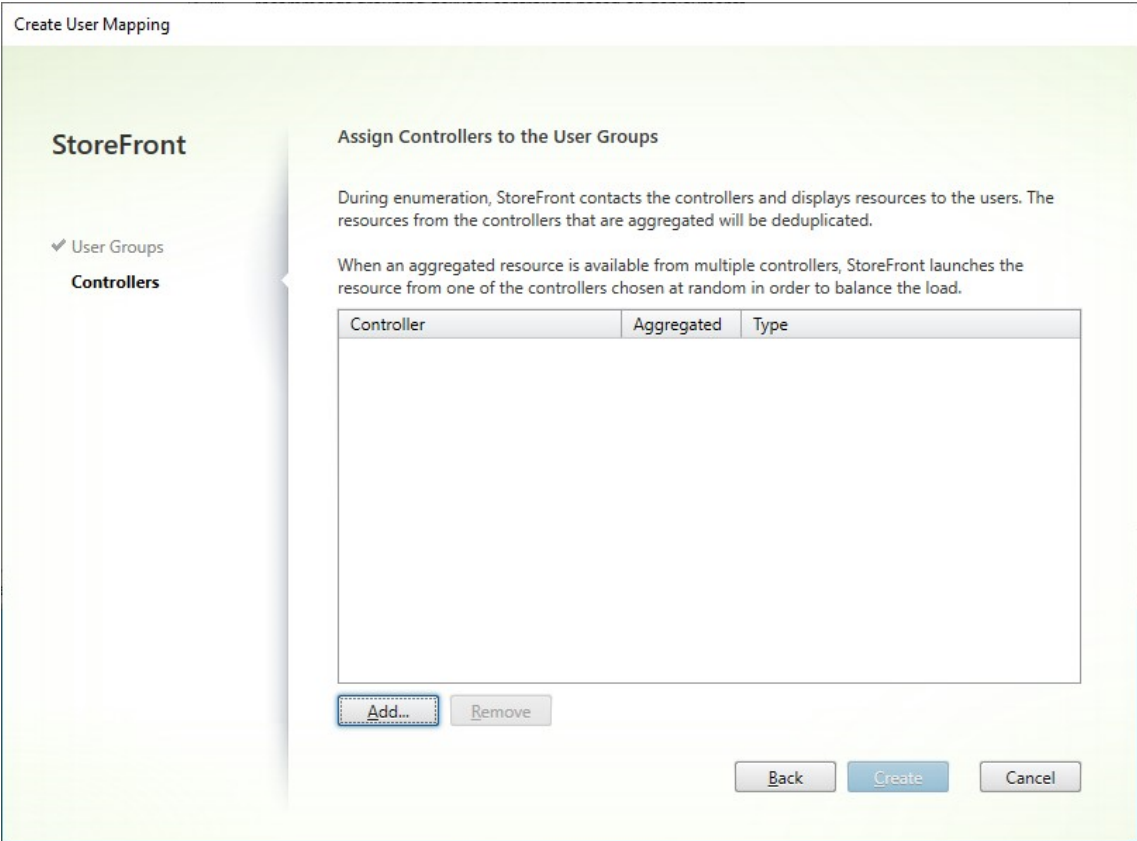 Create User Mapping
StoreFront
✔ User Groups
Controllers
Assign Controllers to the User Groups
During enumeration, StoreFront contacts the controllers and displays resources to the users. The
resources from the controllers that are aggregated will be deduplicated.
When an aggregated resource is available from multiple controllers, StoreFront launches the
resource from one of the controllers chosen at random in order to balance the load.
Controller Aggregated Type
Add... Remove
Back Create Cancel